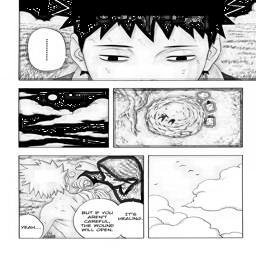 .........
IT'S
HEALING.
BUT IF YOU
AREN'T
CAREFUL,
THE WOUND
WILL OPEN.
YEAH....